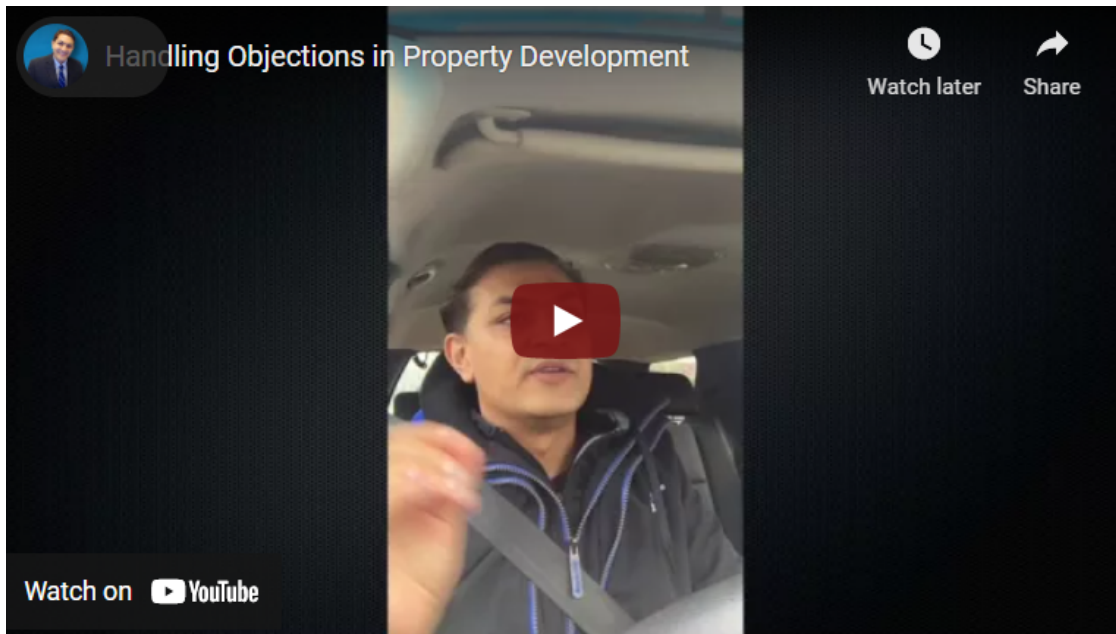 Handling Objections in Property Development
Watch later
Share
Watch on YouTube